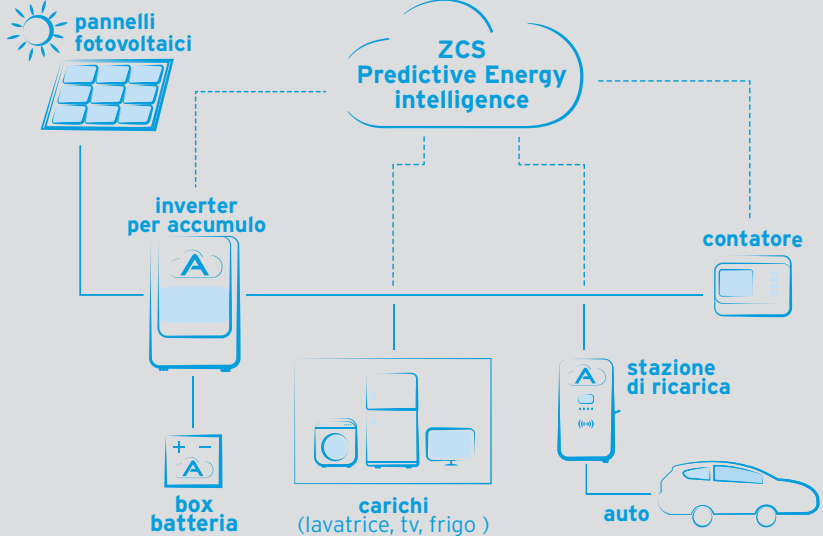 pannelli
fotovoltaici
ZCS
Predictive Energy
intelligence
inverter
per accumulo
contatore
A
A
stazione
di ricarica
+ −
A
box
batteria
carichi
(lavatrice, tv, frigo )
auto